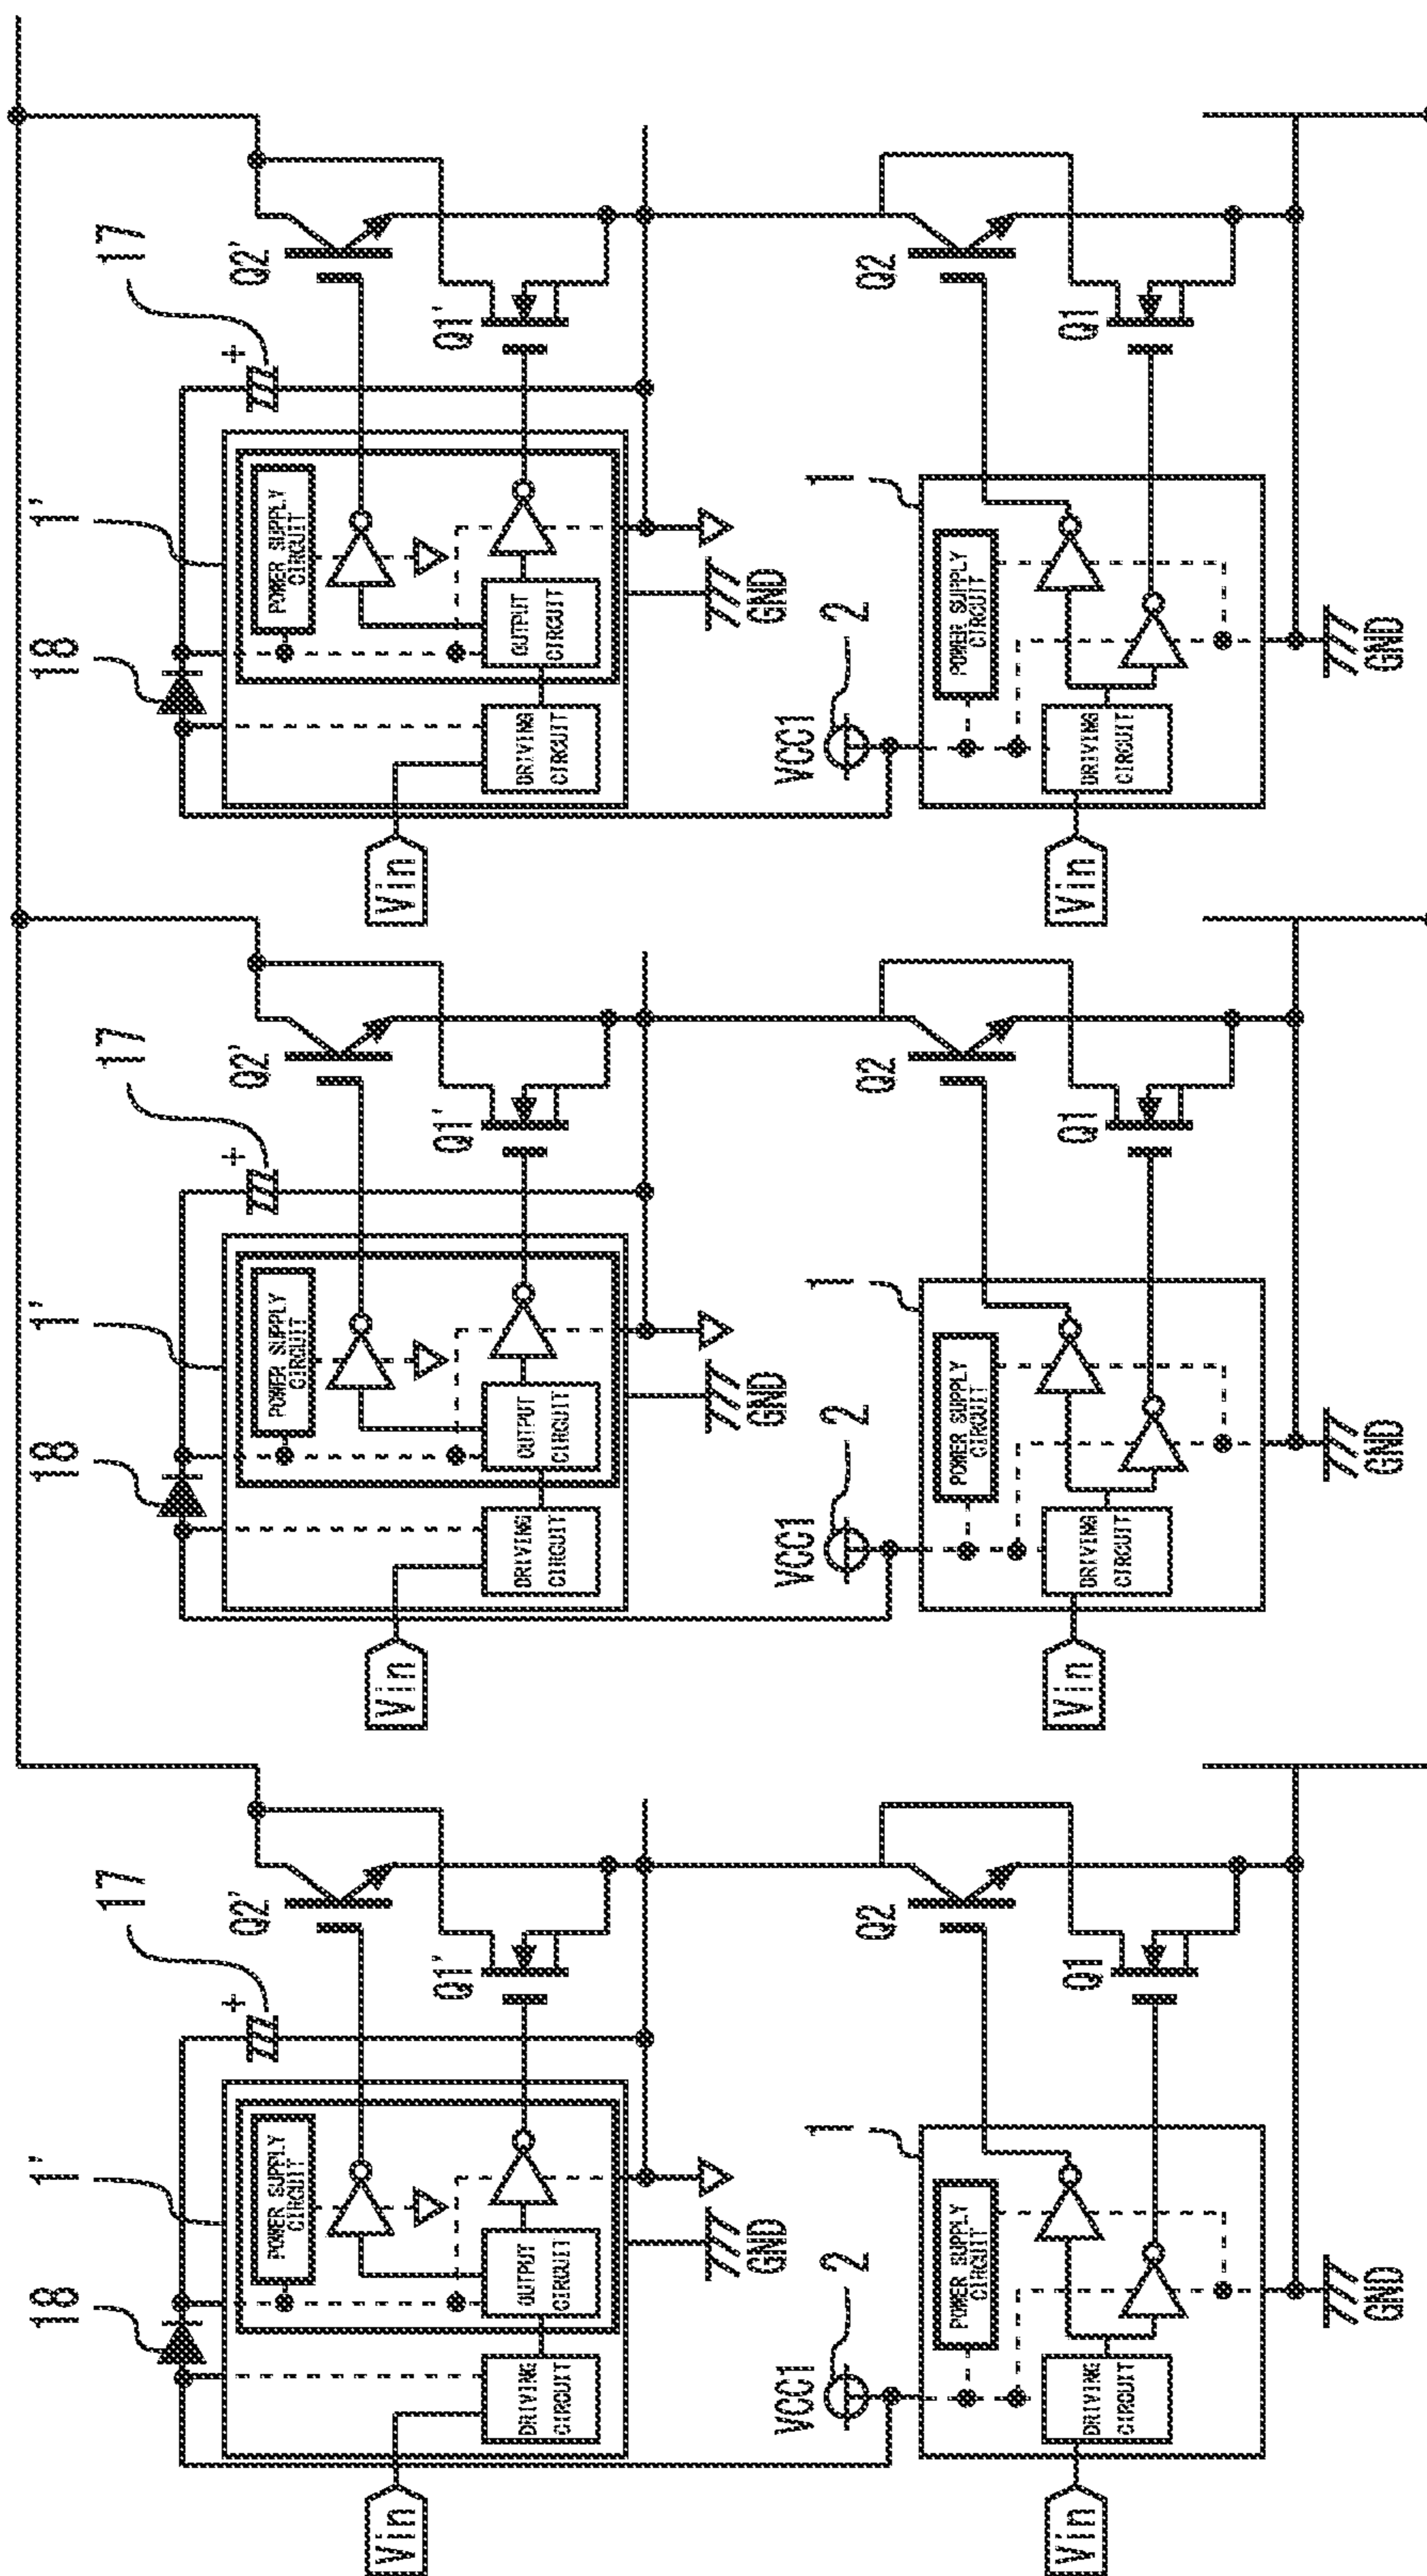 18
1'
17
+
POWER SUPPLY
CIRCUIT
Q2'
Q1'
OUTPUT
CIRCUIT
DRIVING
CIRCUIT
Vin
GND
VCC1
2
1
POWER SUPPLY
CIRCUIT
Q2
Q1
DRIVING
CIRCUIT
Vin
GND
18
1'
17
+
POWER SUPPLY
CIRCUIT
Q2'
Q1'
OUTPUT
CIRCUIT
DRIVING
CIRCUIT
Vin
GND
VCC1
2
1
POWER SUPPLY
CIRCUIT
Q2
Q1
DRIVING
CIRCUIT
Vin
GND
18
1'
17
+
POWER SUPPLY
CIRCUIT
Q2'
Q1'
OUTPUT
CIRCUIT
DRIVING
CIRCUIT
Vin
GND
VCC1
2
1
POWER SUPPLY
CIRCUIT
Q2
Q1
DRIVING
CIRCUIT
Vin
GND